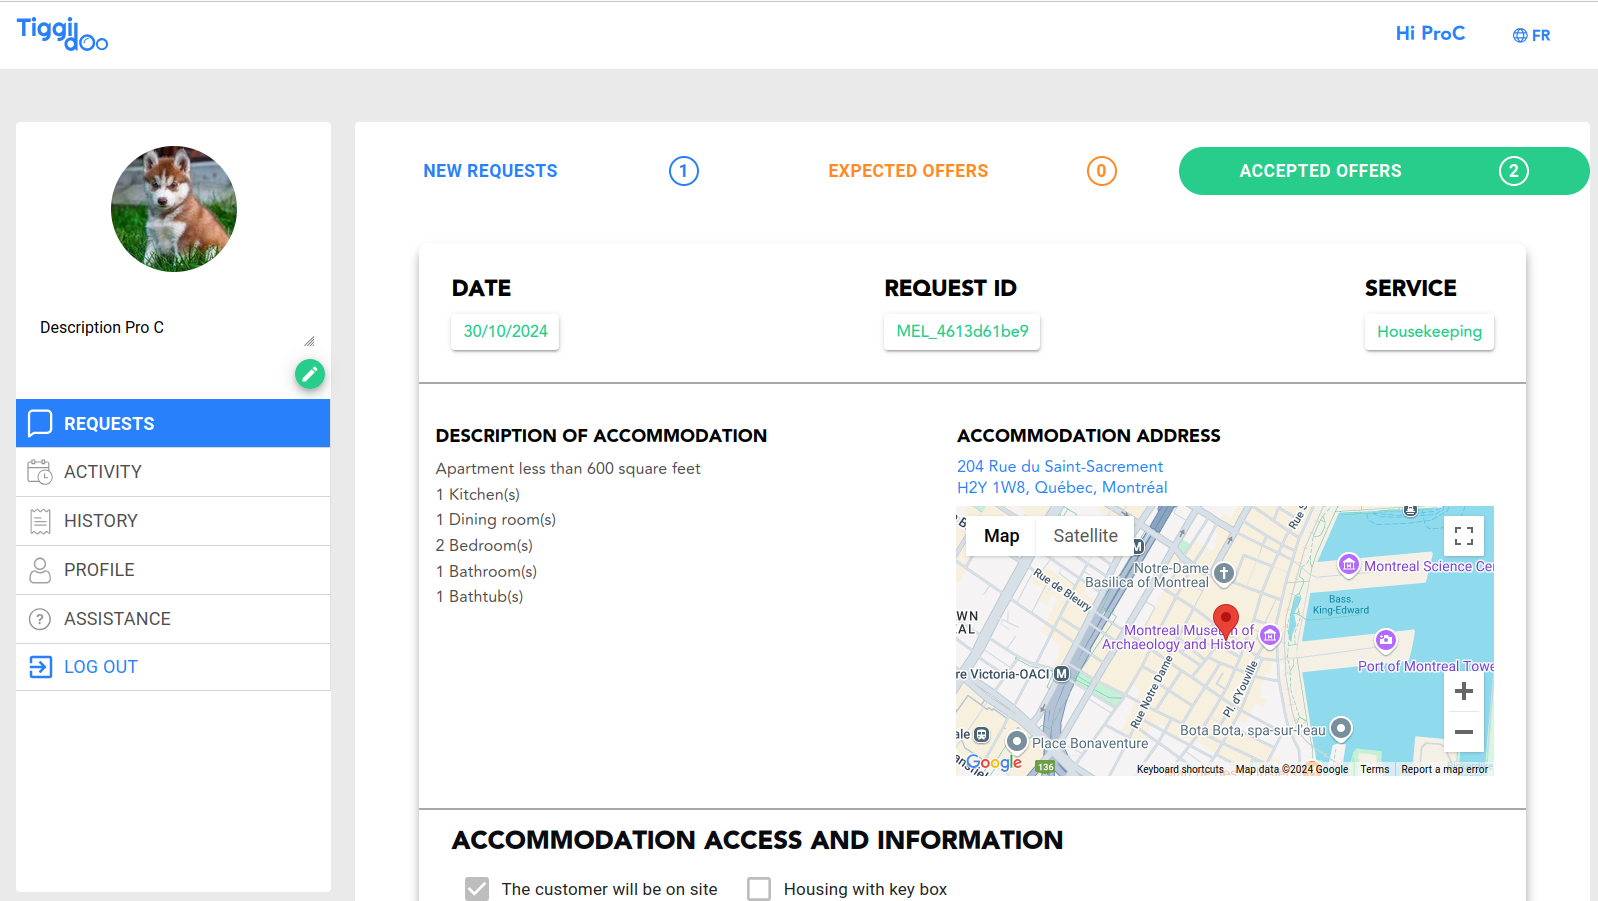 Tiggiidoo
Hi ProC
FR
NEW REQUESTS 1
EXPECTED OFFERS 0
ACCEPTED OFFERS 2
Description Pro C
REQUESTS
ACTIVITY
HISTORY
PROFILE
ASSISTANCE
LOG OUT
DATE
30/10/2024
REQUEST ID
MEL_4613d61be9
SERVICE
Housekeeping
DESCRIPTION OF ACCOMMODATION
Apartment less than 600 square feet
1 Kitchen(s)
1 Dining room(s)
2 Bedroom(s)
1 Bathroom(s)
1 Bathtub(s)
ACCOMMODATION ADDRESS
204 Rue du Saint-Sacrement
H2Y 1W8, Québec, Montréal
Map
Satellite
Rue S
M
Notre-Dame
Basilica of Montreal
Montreal Science Cen
Rue de Bleury
Bass.
King-Edward
WN
AL
Montreal Museum of
Archaeology and History
Port of Montreal Towe
re Victoria-OACI M
Rue Notre Dame
Pl. d'Youville
Bota Bota, spa-sur-l'eau
ale
Place Bonaventure
Google
136
Keyboard shortcuts
Map data ©2024 Google
Terms
Report a map error
ACCOMMODATION ACCESS AND INFORMATION
The customer will be on site
Housing with key box